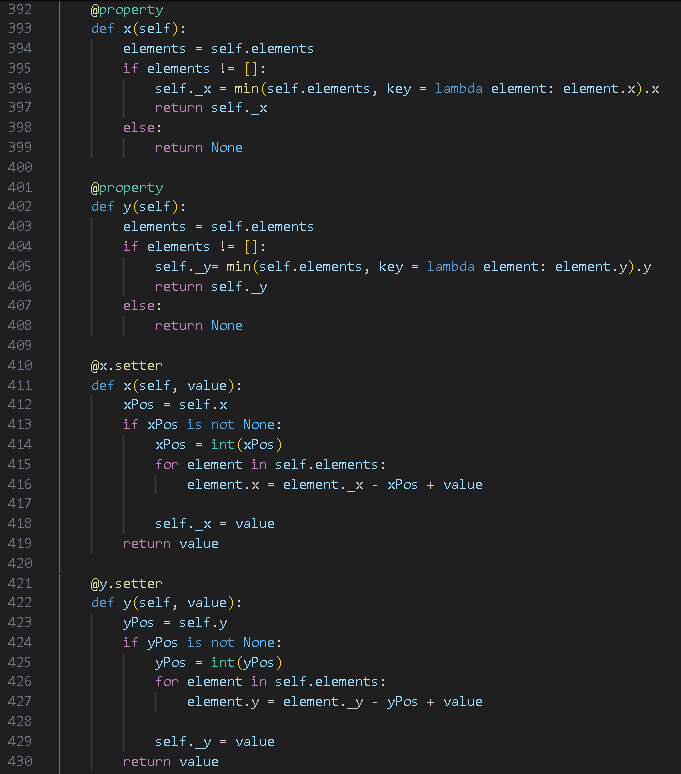 392 @property
393 def x(self):
394 elements = self.elements
395 if elements != []:
396 self._x = min(self.elements, key = lambda element: element.x).x
397 return self._x
398 else:
399 return None
400
401 @property
402 def y(self):
403 elements = self.elements
404 if elements != []:
405 self._y= min(self.elements, key = lambda element: element.y).y
406 return self._y
407 else:
408 return None
409
410 @x.setter
411 def x(self, value):
412 xPos = self.x
413 if xPos is not None:
414 xPos = int(xPos)
415 for element in self.elements:
416 element.x = element._x - xPos + value
417
418 self._x = value
419 return value
420
421 @y.setter
422 def y(self, value):
423 yPos = self.y
424 if yPos is not None:
425 yPos = int(yPos)
426 for element in self.elements:
427 element.y = element._y - yPos + value
428
429 self._y = value
430 return value